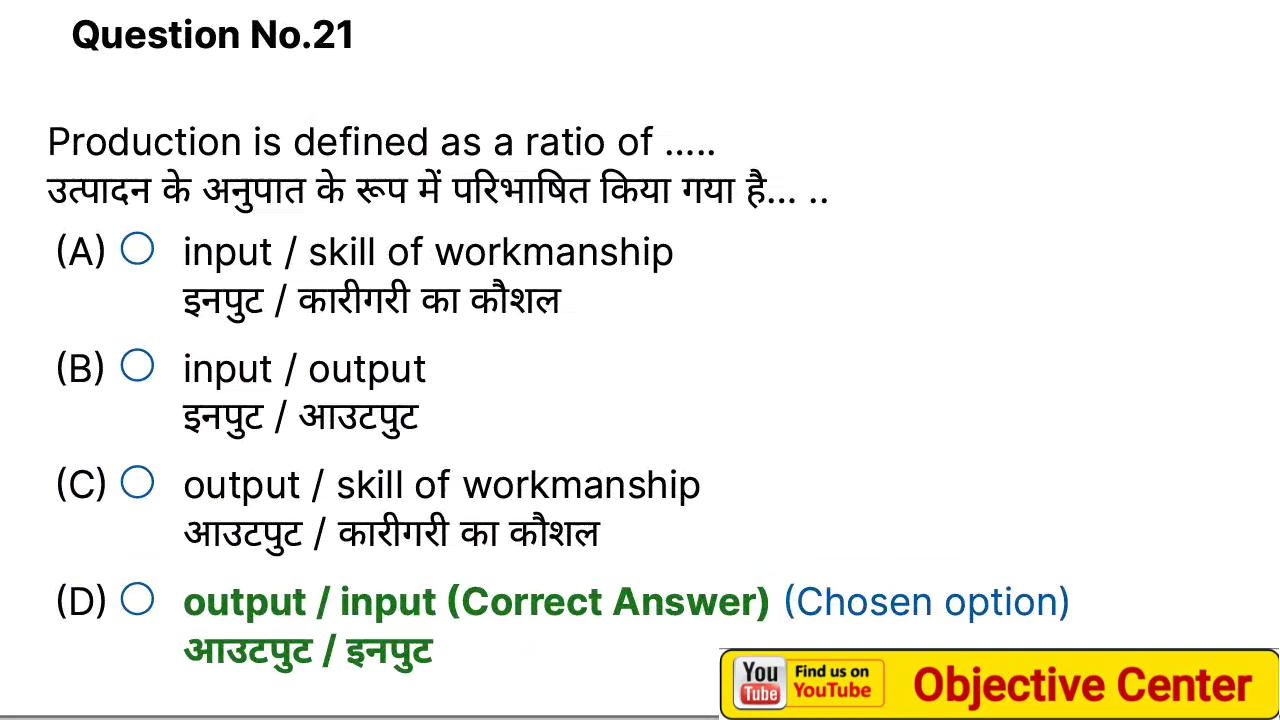 Question No.21
Production is defined as a ratio of .....
उत्पादन के अनुपात के रूप में परिभाषित किया गया है... ..
(A) input / skill of workmanship
इनपुट / कारीगरी का कौशल
(B) input / output
इनपुट / आउटपुट
(C) output / skill of workmanship
आउटपुट / कारीगरी का कौशल
(D) output / input (Correct Answer) (Chosen option)
आउटपुट / इनपुट
You Tube Find us on YouTube Objective Center